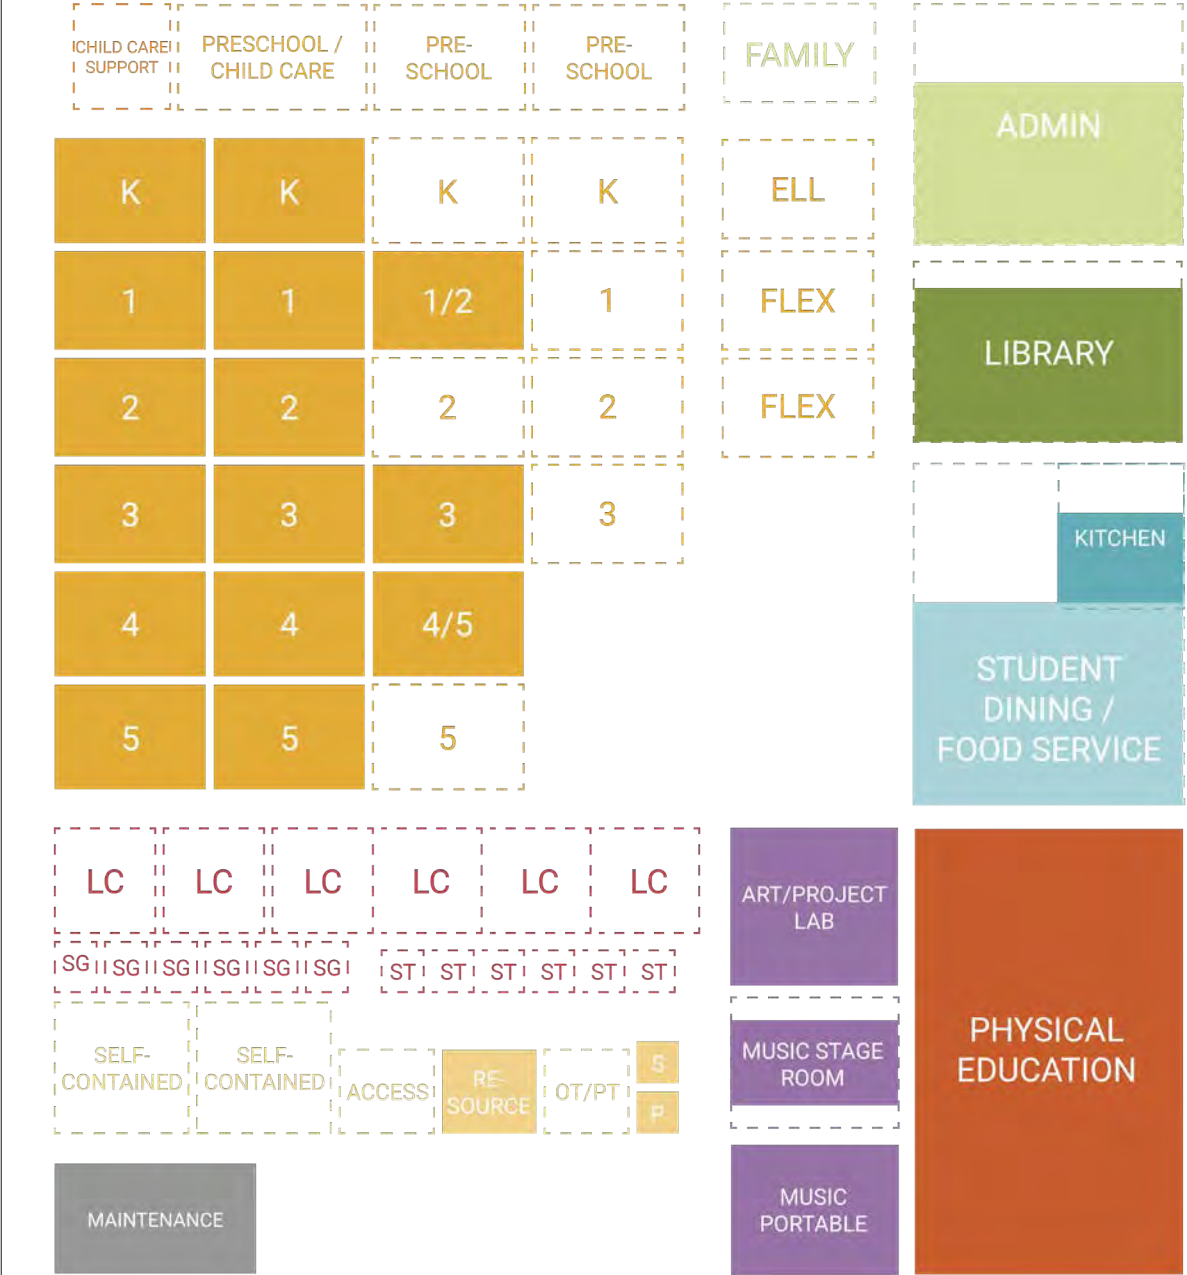 CHILD CARE
SUPPORT
PRESCHOOL /
CHILD CARE
PRE-
SCHOOL
PRE-
SCHOOL
FAMILY
ADMIN
K
K
K
K
ELL
1
1
1/2
1
FLEX
LIBRARY
2
2
2
2
FLEX
3
3
3
3
KITCHEN
4
4
4/5
STUDENT
DINING /
FOOD SERVICE
5
5
5
LC
LC
LC
LC
LC
LC
ART/PROJECT
LAB
SG
SG
SG
SG
SG
SG
ST
ST
ST
ST
ST
ST
SELF-
CONTAINED
SELF-
CONTAINED
ACCESS
RE-
SOURCE
OT/PT
S
P
MUSIC STAGE
ROOM
PHYSICAL
EDUCATION
MAINTENANCE
MUSIC
PORTABLE